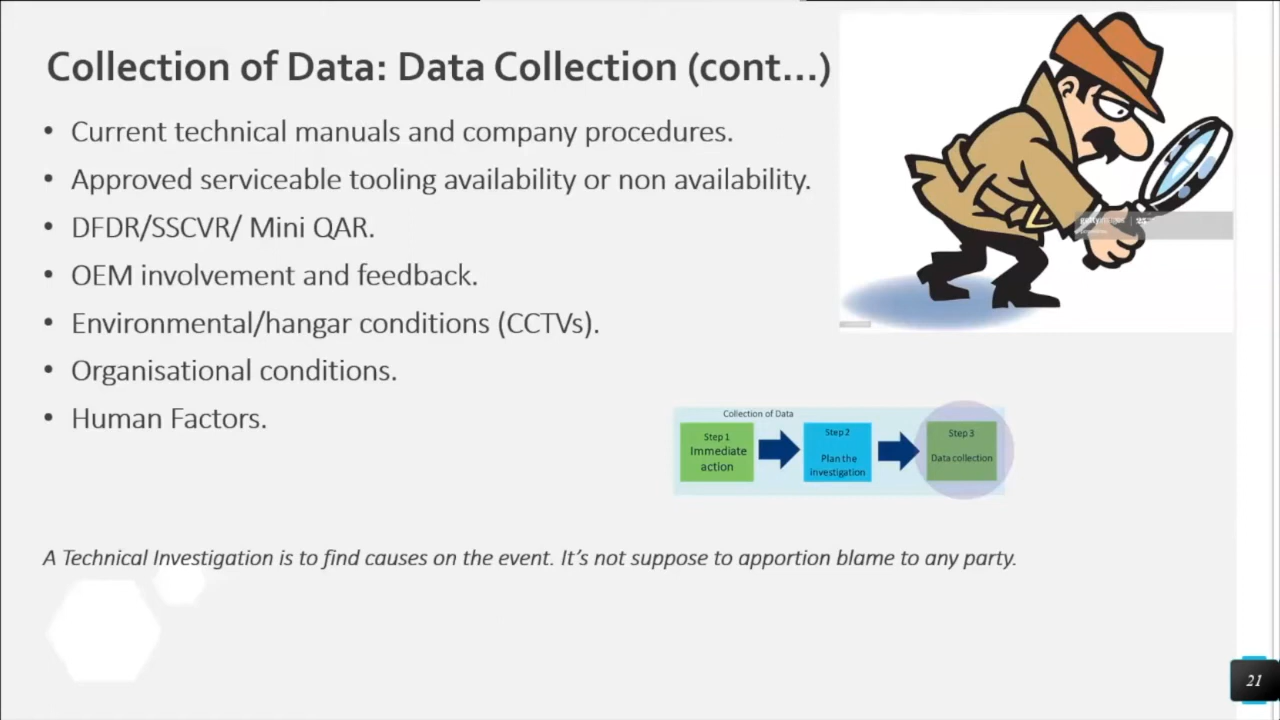 Collection of Data: Data Collection (cont...)
• Current technical manuals and company procedures.
• Approved serviceable tooling availability or non availability.
• DFDR/SSCVR/ Mini QAR.
• OEM involvement and feedback.
• Environmental/hangar conditions (CCTVs).
• Organisational conditions.
• Human Factors.
Collection of Data
Step 1
Immediate
action
Step 2
Plan the
Investigation
Step 3
Data collection
A Technical Investigation is to find causes on the event. It's not suppose to apportion blame to any party.
21